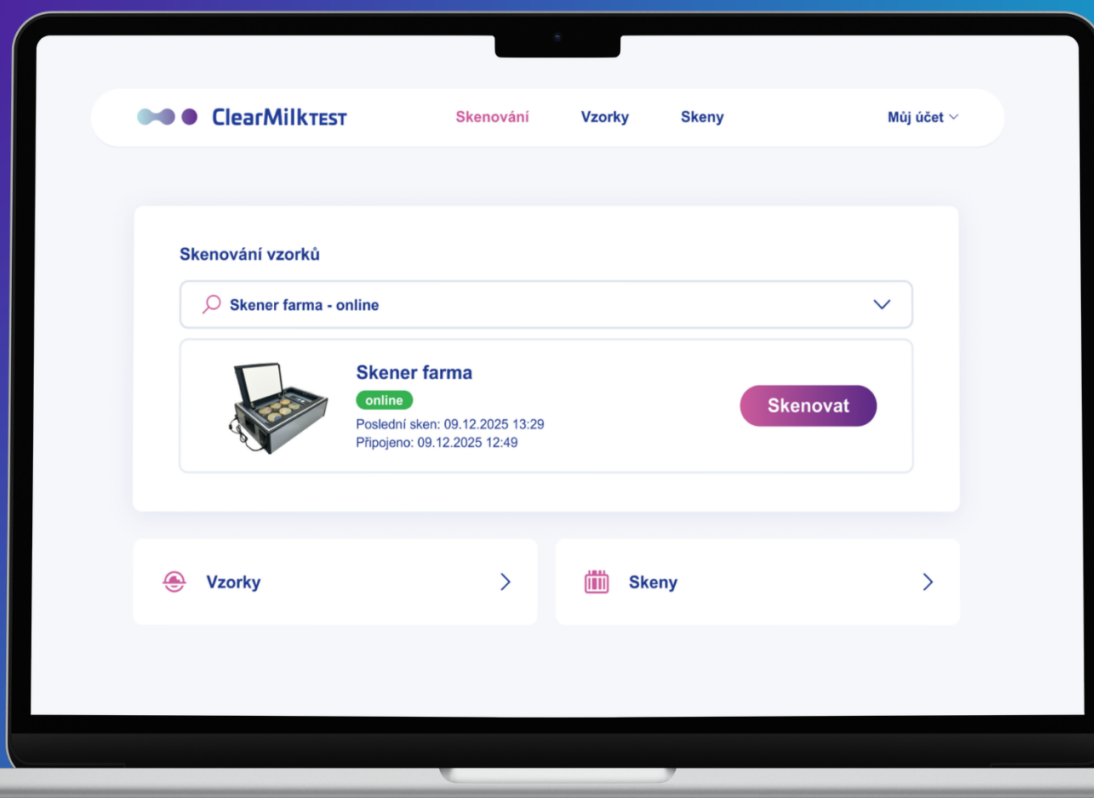 ClearMilkTEST
Skenování
Vzorky
Skeny
Můj účet
Skenování vzorků
Skener farma - online
Skener farma
online
Poslední sken: 09.12.2025 13:29
Připojeno: 09.12.2025 12:49
Skenovat
Vzorky
Skeny